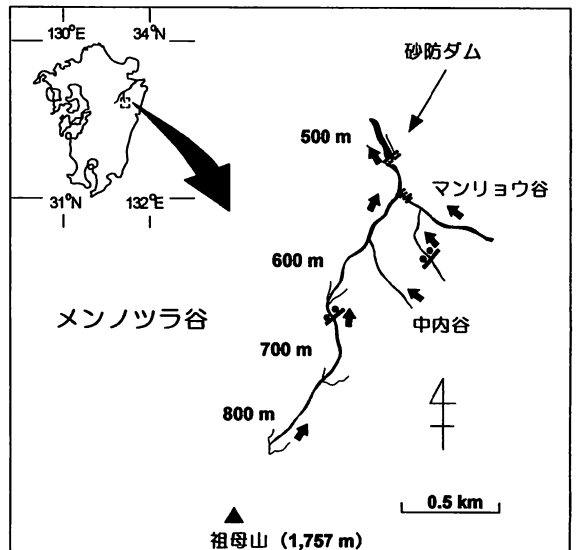 130°E 34°N
31°N 132°E
砂防ダム
500 m
マンリョウ谷
600 m
メンノツラ谷
中内谷
700 m
800 m
0.5 km
祖母山 (1,757 m)